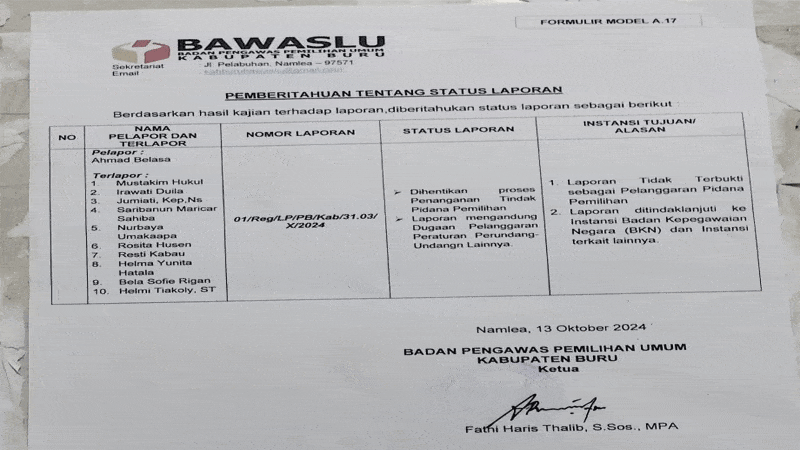 FORMULIR MODEL A.17
BAWASLU
BADAN PENGAWAS PEMILIHAN UMUM
KABUPATEN BURU
Sekretariat Jl. Pelabuhan, Namlea – 97571
Email
PEMBERITAHUAN TENTANG STATUS LAPORAN
Berdasarkan hasil kajian terhadap laporan,diberitahukan status laporan sebagai berikut :
NO
NAMA
PELAPOR DAN
TERLAPOR
NOMOR LAPORAN
STATUS LAPORAN
INSTANSI TUJUAN/
ALASAN
Pelapor :
Ahmad Belasa
Terlapor :
1. Mustakim Hukul
2. Irawati Duila
3. Jumiati, Kep,Ns
4. Saribanun Maricar
Sahiba
5. Nurbaya
Umakaapa
6. Rosita Husen
7. Resti Kabau
8. Helma Yunita
Hatala
9. Bela Sofie Rigan
10. Helmi Tiakoly, ST
01/Reg/LP/PB/Kab/31.03/
X/2024
➢ Dihentikan proses
Penanganan Tindak
Pidana Pemilihan
➢ Laporan mengandung
Dugaan Pelanggaran
Peraturan Perundang-
Undangn Lainnya.
1. Laporan Tidak Terbukti
sebagai Pelanggaran Pidana
Pemilihan
2. Laporan ditindaklanjuti ke
Instansi Badan Kepegawaian
Negara (BKN) dan Instansi
terkait lainnya.
Namlea, 13 Oktober 2024
BADAN PENGAWAS PEMILIHAN UMUM
KABUPATEN BURU
Ketua
Fathi Haris Thalib, S.Sos., MPA